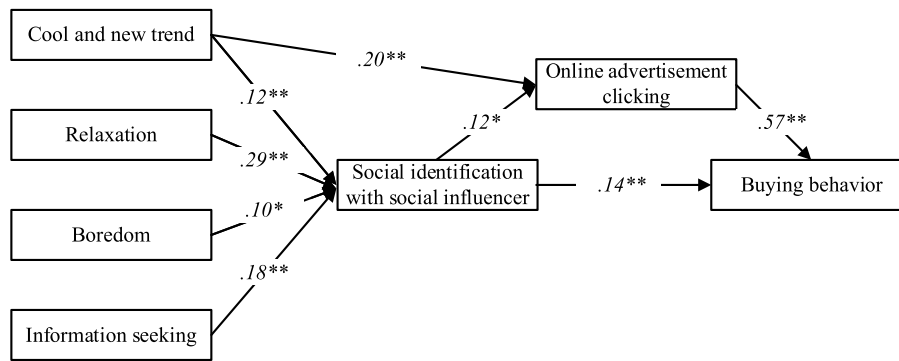 Cool and new trend
.20**
Online advertisement
clicking
.12**
Relaxation
.12*
.57**
.29**
Social identification
with social influencer
.14**
Buying behavior
.10*
Boredom
.18**
Information seeking